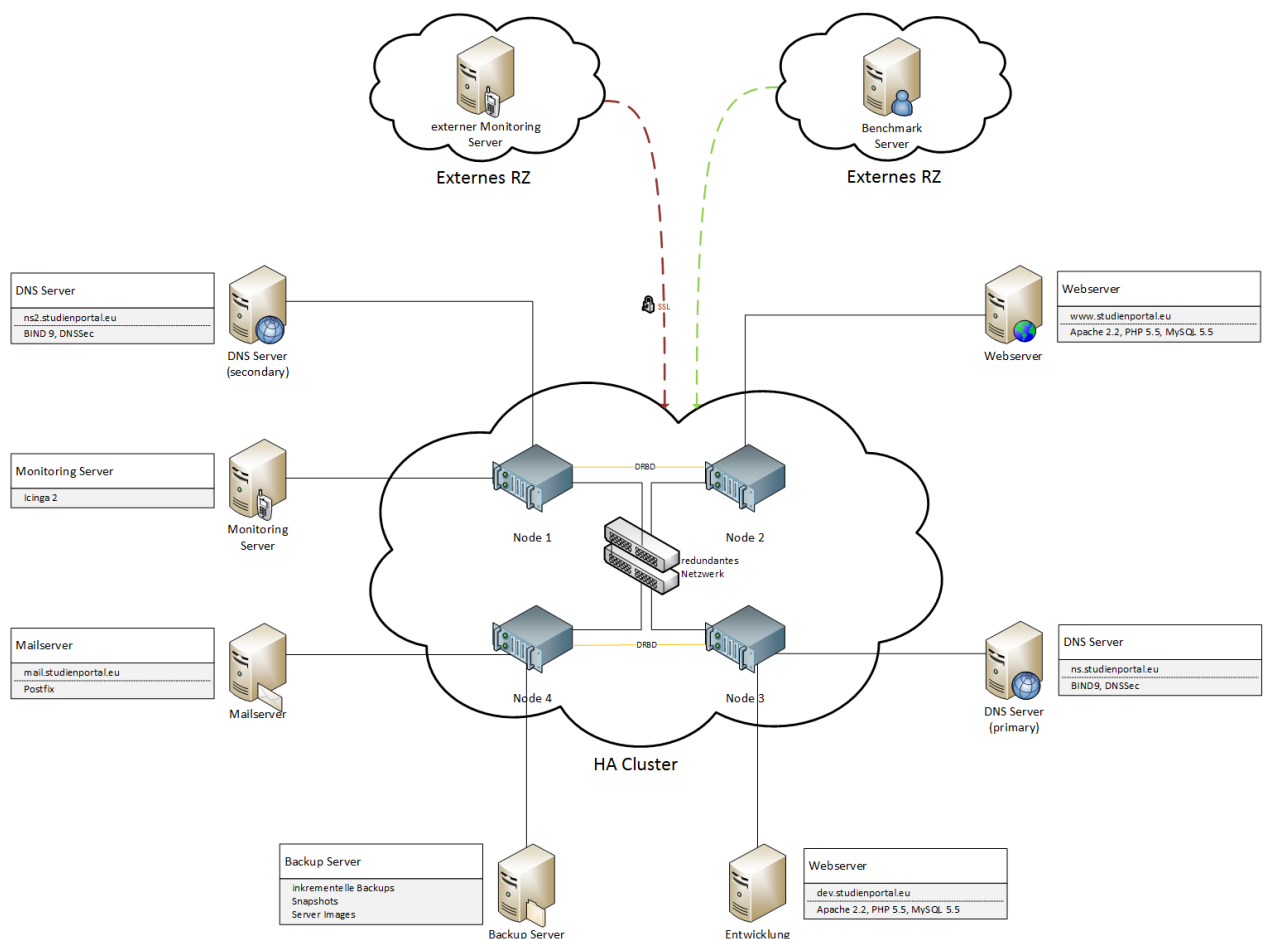 externer Monitoring
Server
Externes RZ
Benchmark
Server
Externes RZ
DNS Server
ns2.studienportal.eu
BIND 9, DNSSec
DNS Server
(secondary)
SSL
Webserver
www.studienportal.eu
Apache 2.2, PHP 5.5, MySQL 5.5
Webserver
Monitoring Server
Icinga 2
Monitoring
Server
DRBD
Node 1
Node 2
redundantes
Netzwerk
Mailserver
mail.studienportal.eu
Postfix
Mailserver
DRBD
Node 4
Node 3
DNS Server
ns.studienportal.eu
BIND9, DNSSec
DNS Server
(primary)
HA Cluster
Backup Server
inkrementelle Backups
Snapshots
Server Images
Backup Server
Webserver
dev.studienportal.eu
Apache 2.2, PHP 5.5, MySQL 5.5
Entwicklung